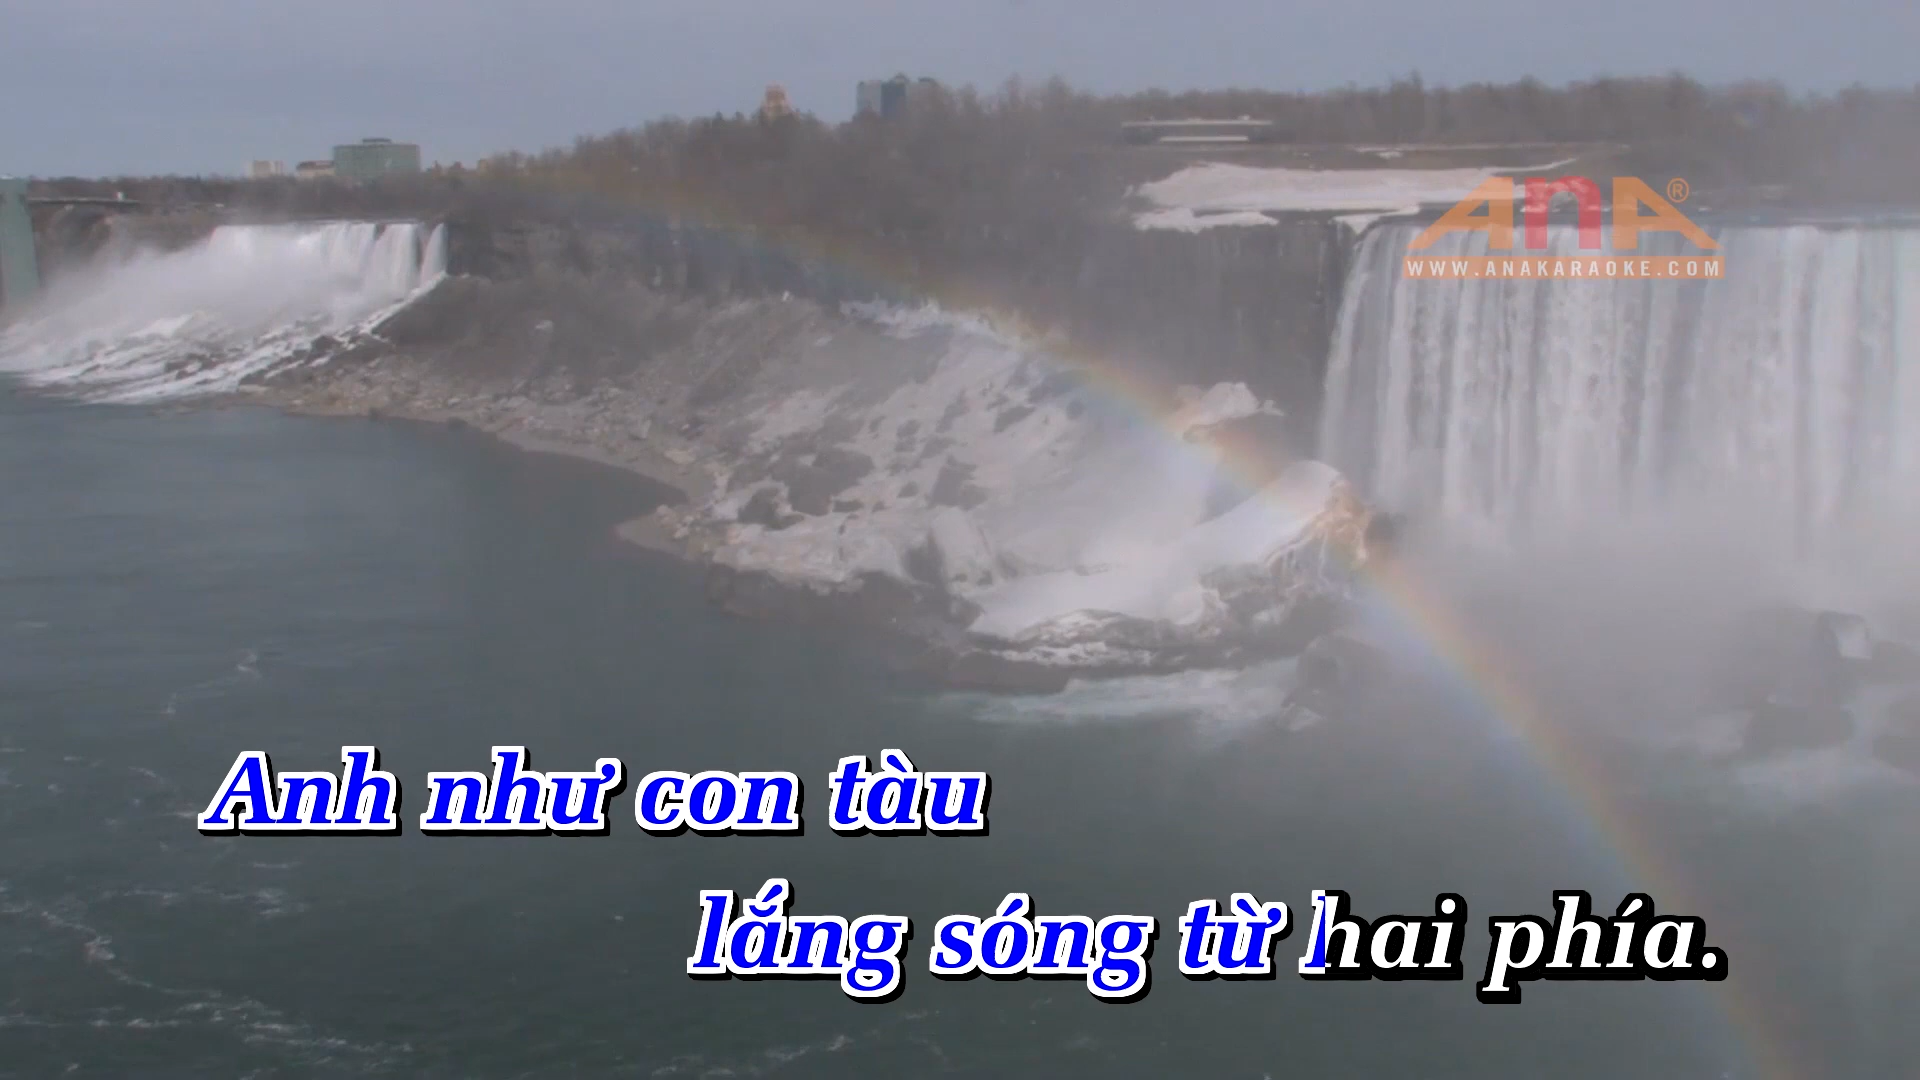 ANA®
WWW.ANAKARAOKE.COM
Anh như con tàu
lắng sóng từ hai phía.